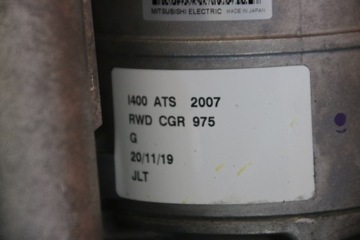 MITSUBISHI ELECTRIC MADE IN JAPAN
I400 ATS 2007
RWD CGR 975
G
20/11/19
JLT